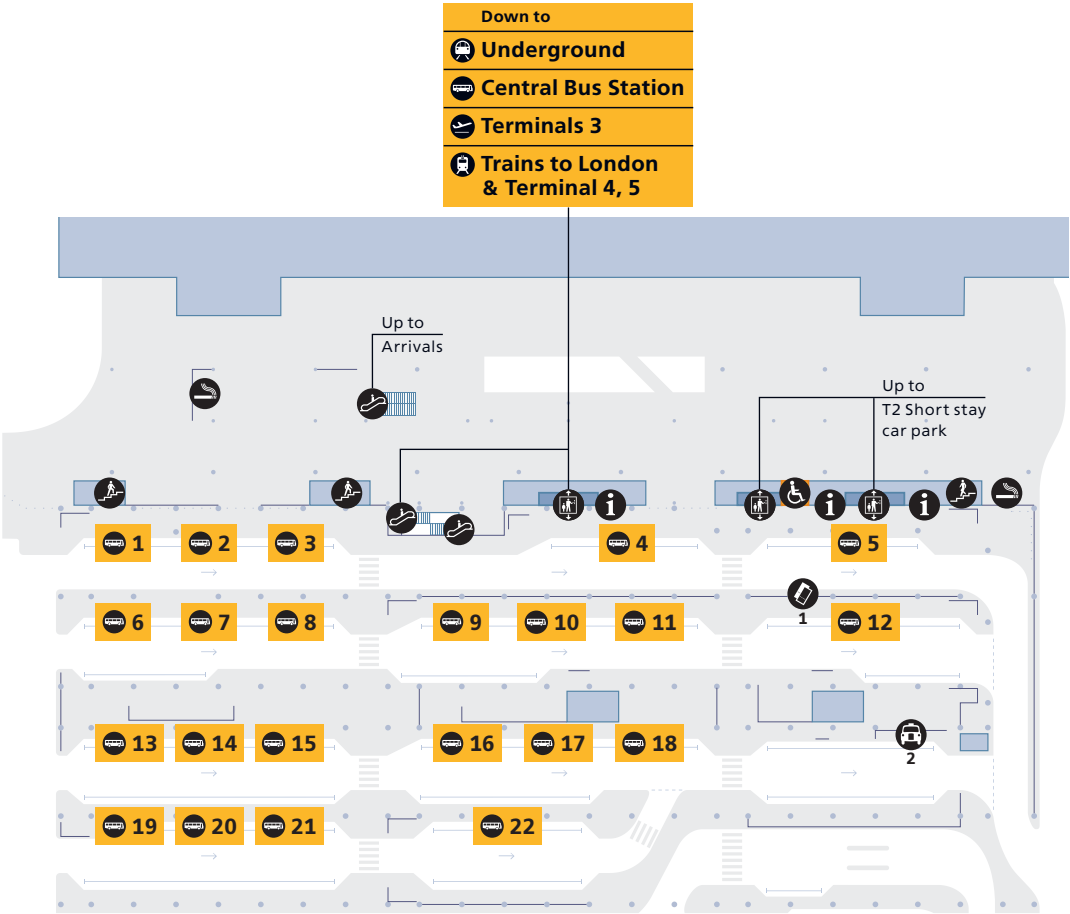 Down to
Underground
Central Bus Station
Terminals 3
Trains to London
& Terminal 4, 5
Up to
Arrivals
Up to
T2 Short stay
car park
i
i
i
1
2
3
4
5
6
7
8
9
10
11
1
12
13
14
15
16
17
18
2
19
20
21
22